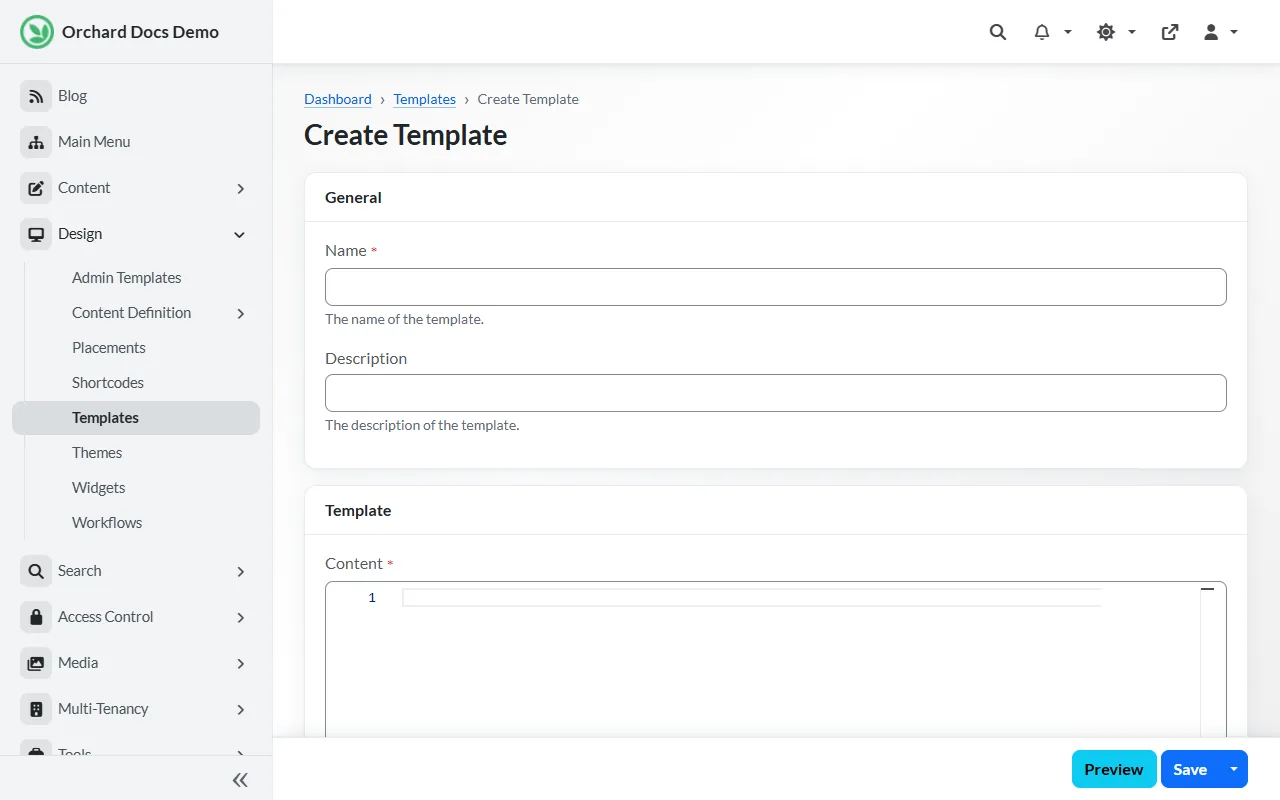 Orchard Docs Demo
Blog
Main Menu
Content
Design
Admin Templates
Content Definition
Placements
Shortcodes
Templates
Themes
Widgets
Workflows
Search
Access Control
Media
Multi-Tenancy
Tools
Dashboard › Templates › Create Template
Create Template
General
Name *
The name of the template.
Description
The description of the template.
Template
Content *
1
Preview
Save